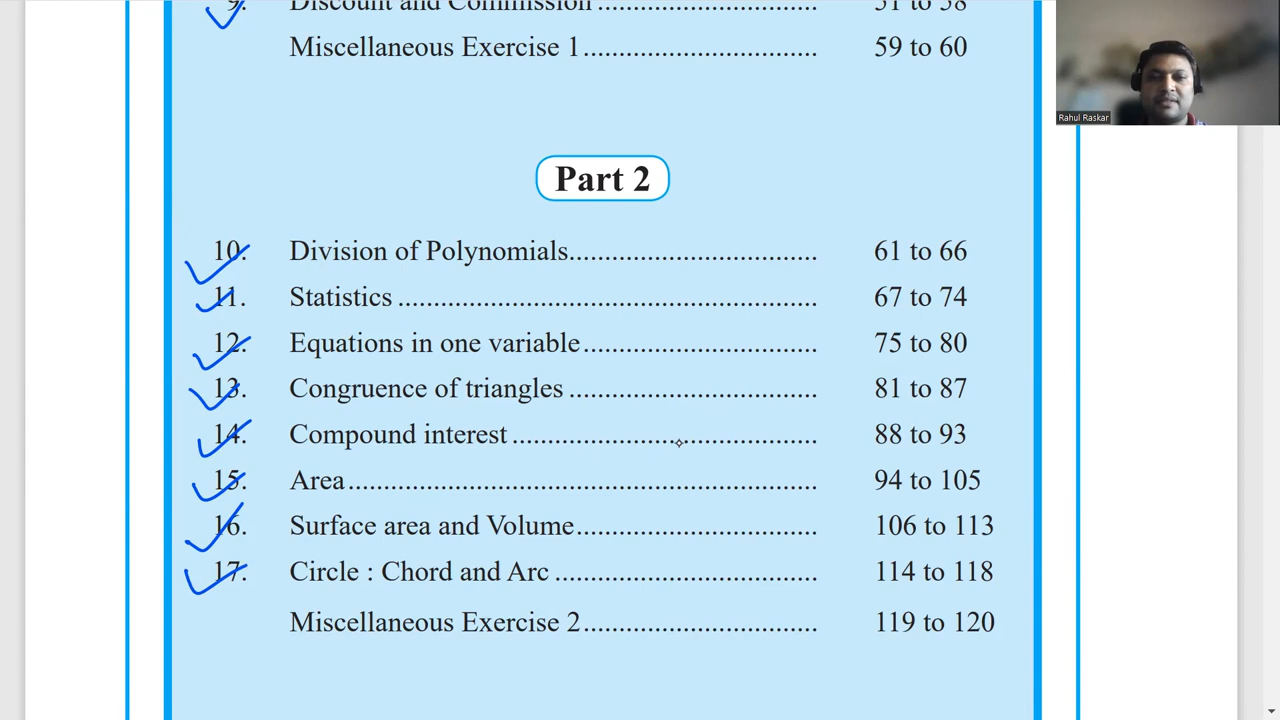 9. Discount and Commission........................................ 51 to 58
Miscellaneous Exercise 1........................................ 59 to 60
Rahul Raskar
Part 2
10. Division of Polynomials........................................ 61 to 66
11. Statistics ........................................ 67 to 74
12. Equations in one variable........................................ 75 to 80
13. Congruence of triangles ........................................ 81 to 87
14. Compound interest ........................................ 88 to 93
15. Area........................................ 94 to 105
16. Surface area and Volume........................................ 106 to 113
17. Circle : Chord and Arc ........................................ 114 to 118
Miscellaneous Exercise 2........................................ 119 to 120